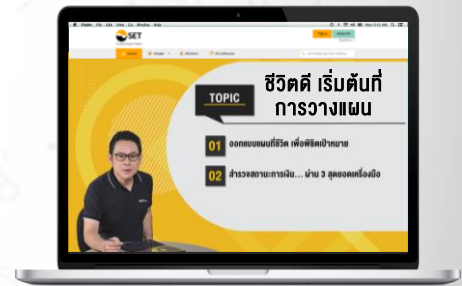 SET
TOPIC
ชีวิตดี เริ่มต้นที่
การวางแผน
01 ออกแบบแผนที่ชีวิต เพื่อพิชิตเป้าหมาย
02 สำรวจสถานะการเงิน... ผ่าน 3 สุดยอดเครื่องมือ